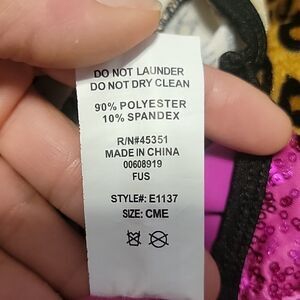 DO NOT LAUNDER
DO NOT DRY CLEAN
90% POLYESTER
10% SPANDEX
R/N#45351
MADE IN CHINA
00608919
FUS
STYLE#: E1137
SIZE: CME